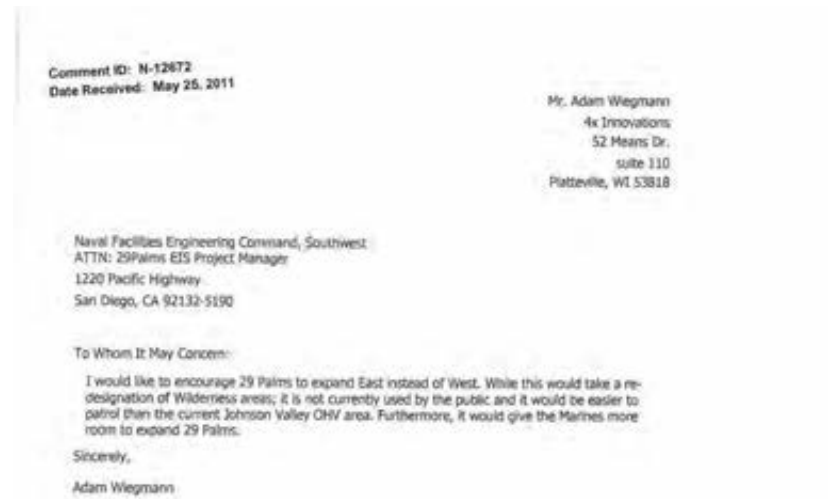 Comment ID: N-12672
Date Received: May 25, 2011
Mr. Adam Wiegmann
4x Innovations
52 Means Dr.
suite 110
Platteville, WI 53818
Naval Facilities Engineering Command, Southwest
ATTN: 29Palms EIS Project Manager
1220 Pacific Highway
San Diego, CA 92132-5190
To Whom It May Concern:
I would like to encourage 29 Palms to expand East instead of West. While this would take a re-
designation of Wilderness areas; it is not currently used by the public and it would be easier to
patrol than the current Johnson Valley OHV area. Furthermore, it would give the Marines more
room to expand 29 Palms.
Sincerely,
Adam Wiegmann